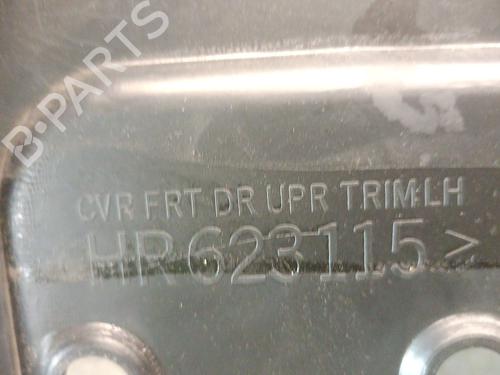 B-PARTS
CVR FRT DR UPR TRIM:LH
HR623115>